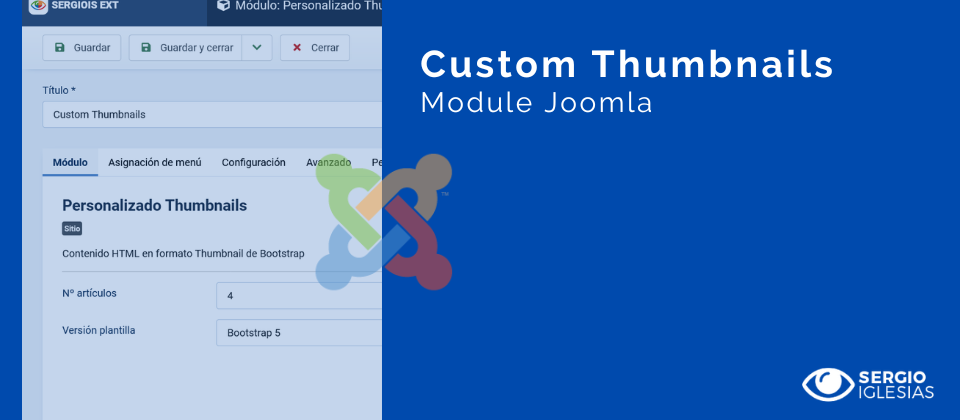 SERGIOIS EXT
Módulo: Personalizado Thu
Guardar
Guardar y cerrar
Cerrar
Título *
Custom Thumbnails
Módulo
Asignación de menú
Configuración
Avanzado
Pe
Personalizado Thumbnails
Sitio
Contenido HTML en formato Thumbnail de Bootstrap
Nº artículos
4
Versión plantilla
Bootstrap 5
Custom Thumbnails
Module Joomla
TM
SERGIO
IGLESIAS